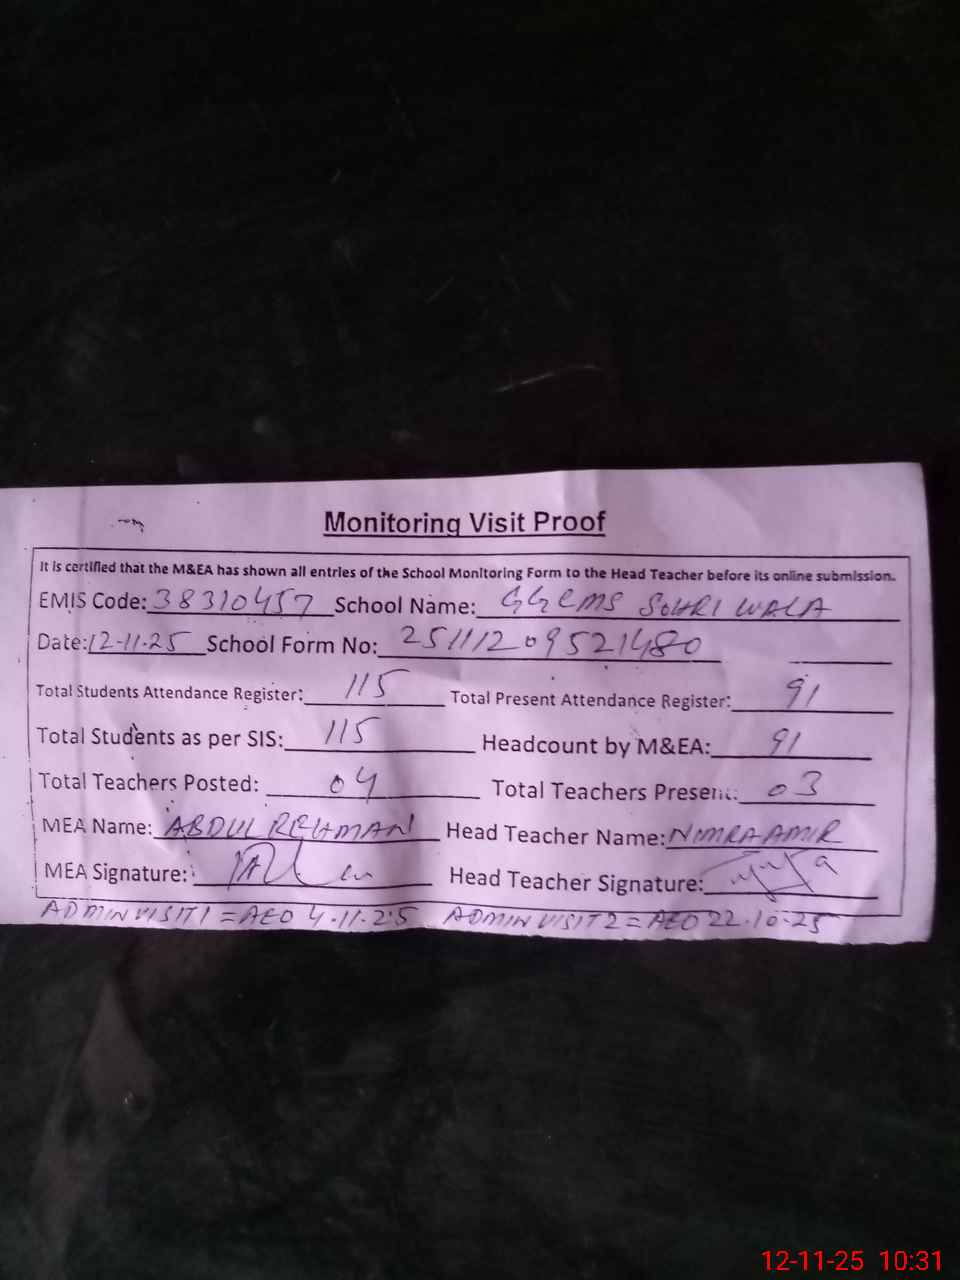 Monitoring Visit Proof
It is certified that the M&EA has shown all entries of the School Monitoring Form to the Head Teacher before its online submission.
EMIS Code: 38310457 School Name: GGCMS SOHRI WALA
Date: 12-11-25 School Form No: 25111209521480
Total Students Attendance Register: 115 Total Present Attendance Register: 91
Total Students as per SIS: 115 Headcount by M&EA: 91
Total Teachers Posted: 04 Total Teachers Present: 03
MEA Name: ABDUL REHMAN Head Teacher Name: NIMRA AMIR
MEA Signature: Head Teacher Signature:
ADMIN VISIT 1 = AEO 4-11-25 ADMIN VISIT 2 = AEO 22-10-25
12-11-25 10:31